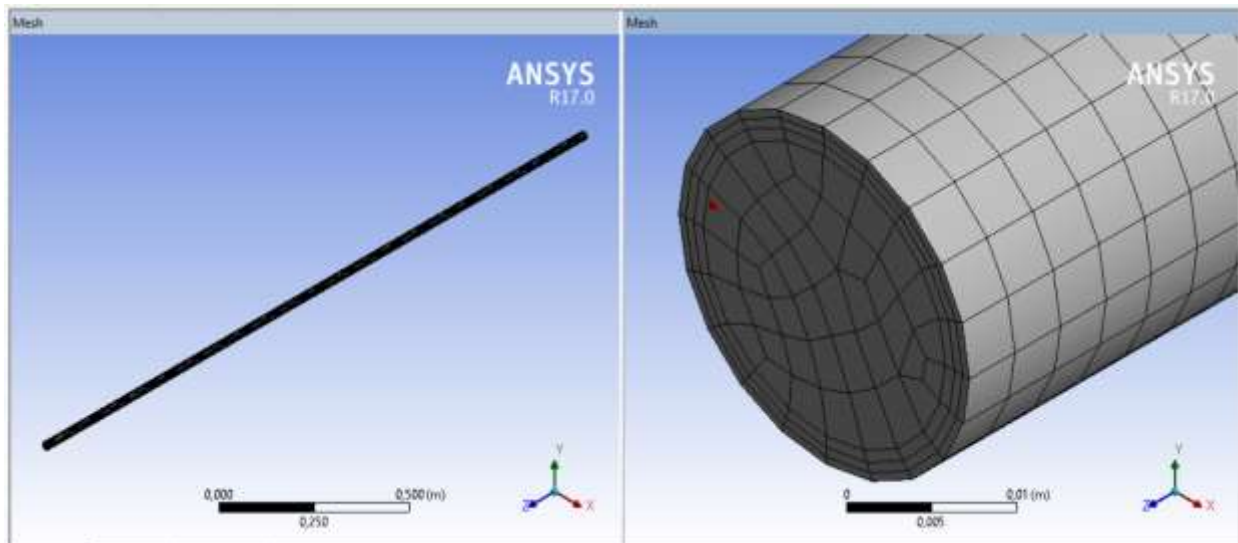 Mesh
ANSYS
R17.0
Y
Z
X
0,000
0,500 (m)
0,250
Mesh
ANSYS
R17.0
Y
Z
X
0
0,01 (m)
0,005